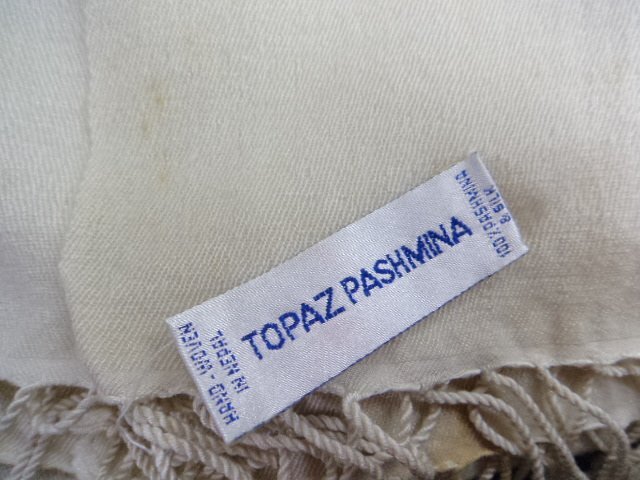 HAND - WOVEN
IN NEPAL
TOPAZ PASHMINA
100% PASHMINA
& SILK